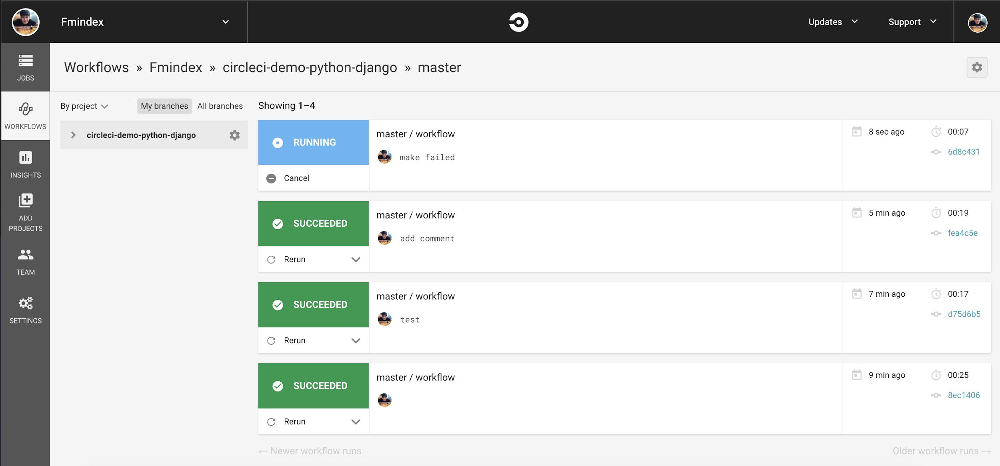 Fmindex
Updates
Support
JOBS
WORKFLOWS
INSIGHTS
ADD
PROJECTS
TEAM
SETTINGS
Workflows » Fmindex » circleci-demo-python-django » master
By project
My branches
All branches
circleci-demo-python-django
Showing 1–4
RUNNING
Cancel
master / workflow
make failed
8 sec ago
00:07
6d8c431
SUCCEEDED
Rerun
master / workflow
add comment
5 min ago
00:19
fea4c5e
SUCCEEDED
Rerun
master / workflow
test
7 min ago
00:17
d75d6b5
SUCCEEDED
Rerun
master / workflow
9 min ago
00:25
8ec1406
← Newer workflow runs
Older workflow runs →